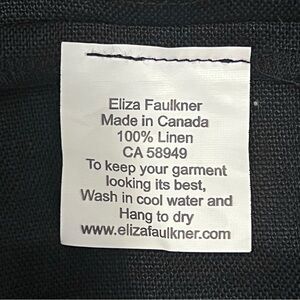 Eliza Faulkner
Made in Canada
100% Linen
CA 58949
To keep your garment
looking its best,
Wash in cool water and
Hang to dry
www.elizafaulkner.com